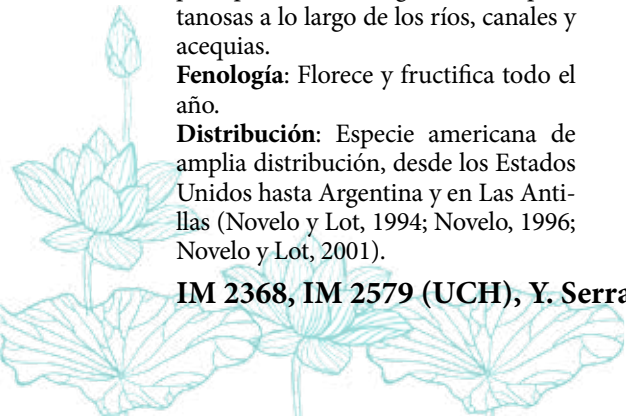 tanosas a lo largo de los ríos, canales y
acequias.
Fenología: Florece y fructifica todo el
año.
Distribución: Especie americana de
amplia distribución, desde los Estados
Unidos hasta Argentina y en Las Anti-
llas (Novelo y Lot, 1994; Novelo, 1996;
Novelo y Lot, 2001).
IM 2368, IM 2579 (UCH), Y. Serra